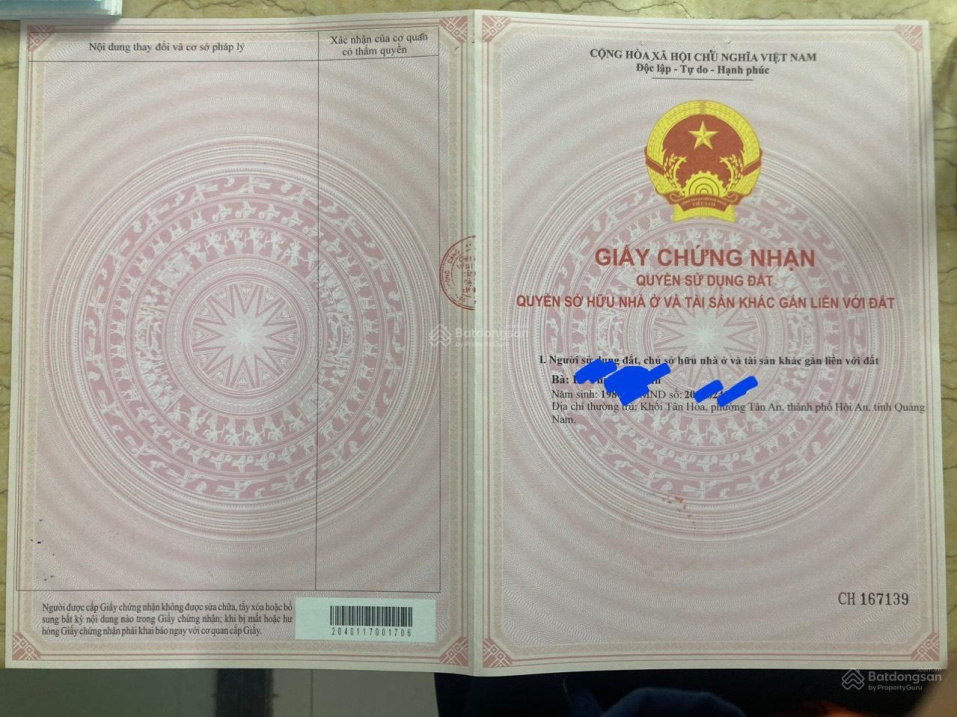 Nội dung thay đổi và cơ sở pháp lý
Xác nhận của cơ quan
có thẩm quyền
Người được cấp Giấy chứng nhận không được sửa chữa, tẩy xóa hoặc bổ
sung bất kỳ nội dung nào trong Giấy chứng nhận; khi bị mất hoặc hư
hỏng Giấy chứng nhận phải khai báo ngay với cơ quan cấp Giấy.
2040117001706
CỘNG HÒA XÃ HỘI CHỦ NGHĨA VIỆT NAM
Độc lập - Tự do - Hạnh phúc
GIẤY CHỨNG NHẬN
QUYỀN SỬ DỤNG ĐẤT
QUYỀN SỞ HỮU NHÀ Ở VÀ TÀI SẢN KHÁC GẮN LIỀN VỚI ĐẤT
I. Người sử dụng đất, chủ sở hữu nhà ở và tài sản khác gắn liền với đất
Bà:
Năm sinh: số:
Địa chỉ thường trú: Khối Tân Hòa, phường Tân An, thành phố Hội An, tỉnh Quảng
Nam.
CH 167139
Batdongsan
Batdongsan
by PropertyGuru